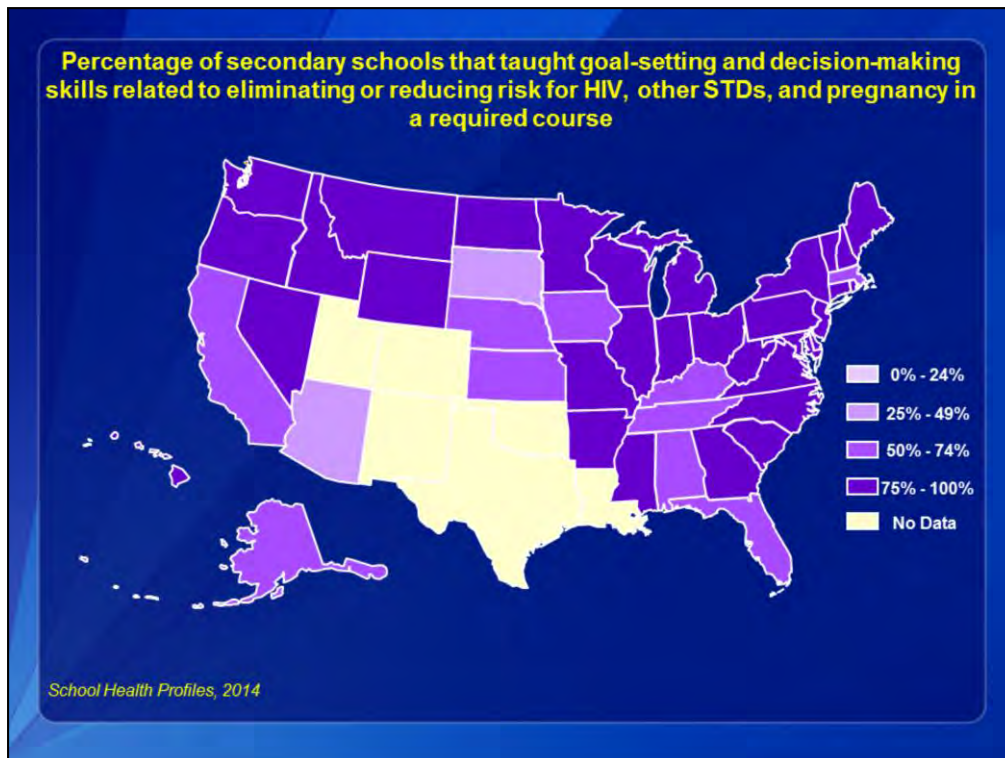 Percentage of secondary schools that taught goal-setting and decision-making
skills related to eliminating or reducing risk for HIV, other STDs, and pregnancy in
a required course
0% - 24%
25% - 49%
50% - 74%
75% - 100%
No Data
School Health Profiles, 2014